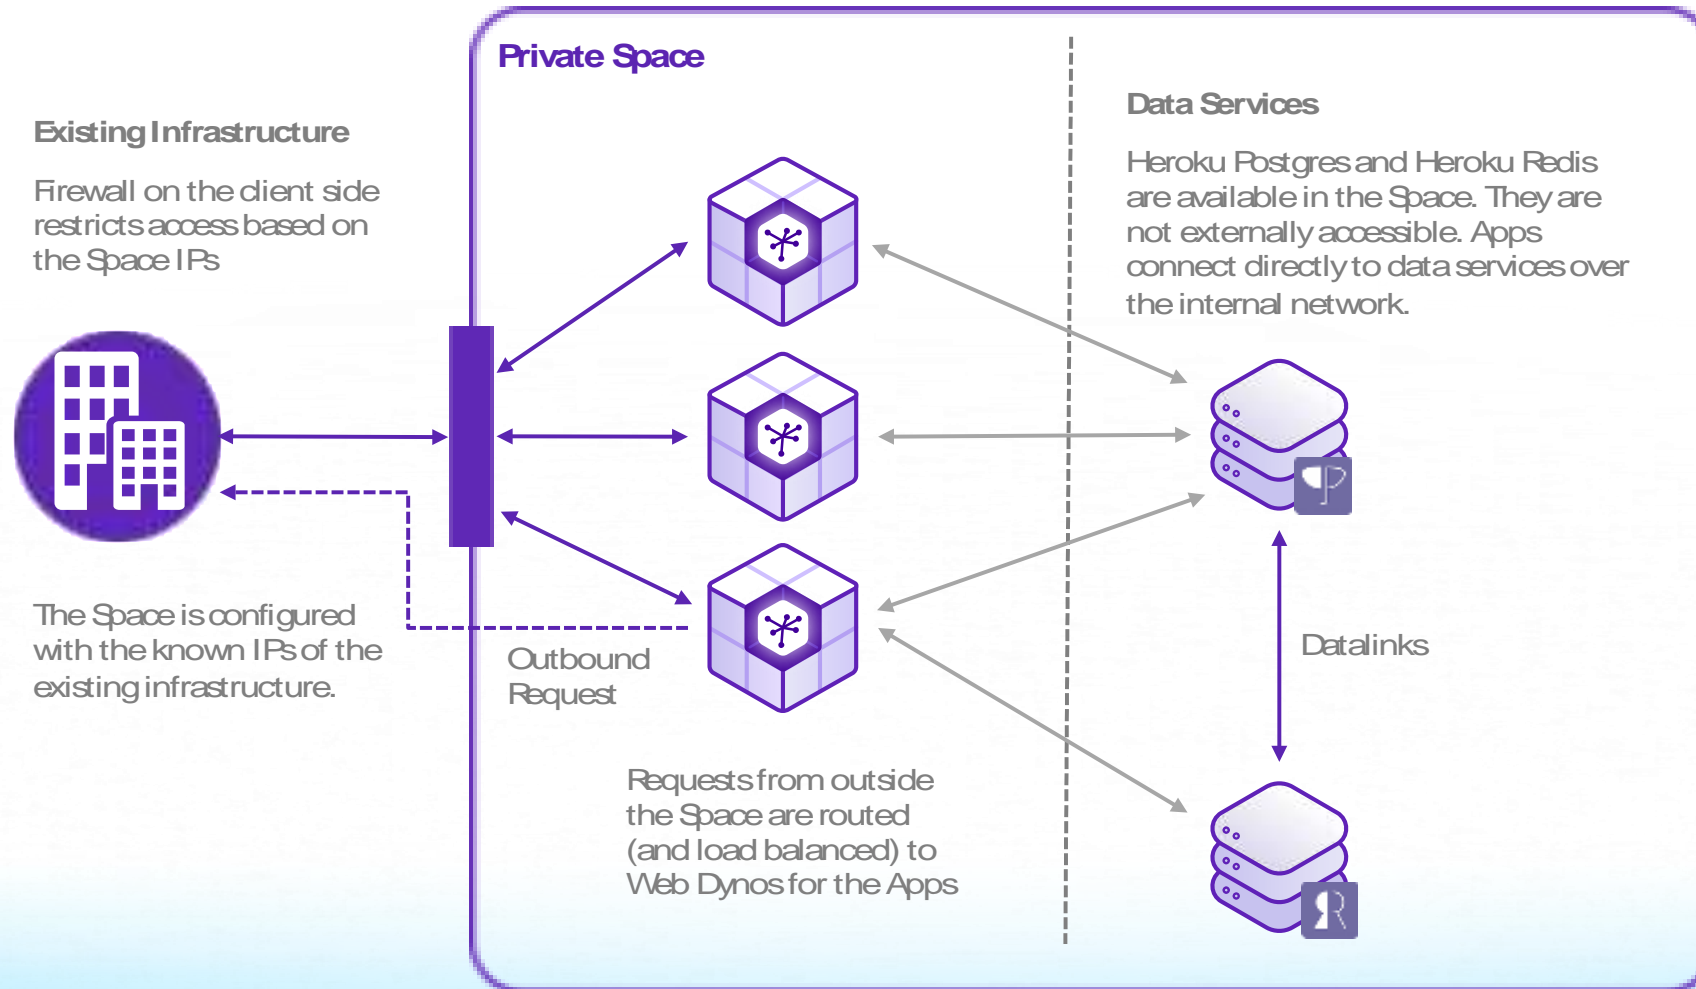 Private Space
Existing Infrastructure
Firewall on the client side
restricts access based on
the Space IPs
The Space is configured
with the known IPs of the
existing infrastructure.
Outbound
Request
Requests from outside
the Space are routed
(and load balanced) to
Web Dynos for the Apps
Data Services
Heroku Postgres and Heroku Redis
are available in the Space. They are
not externally accessible. Apps
connect directly to data services over
the internal network.
P
Datalinks
R